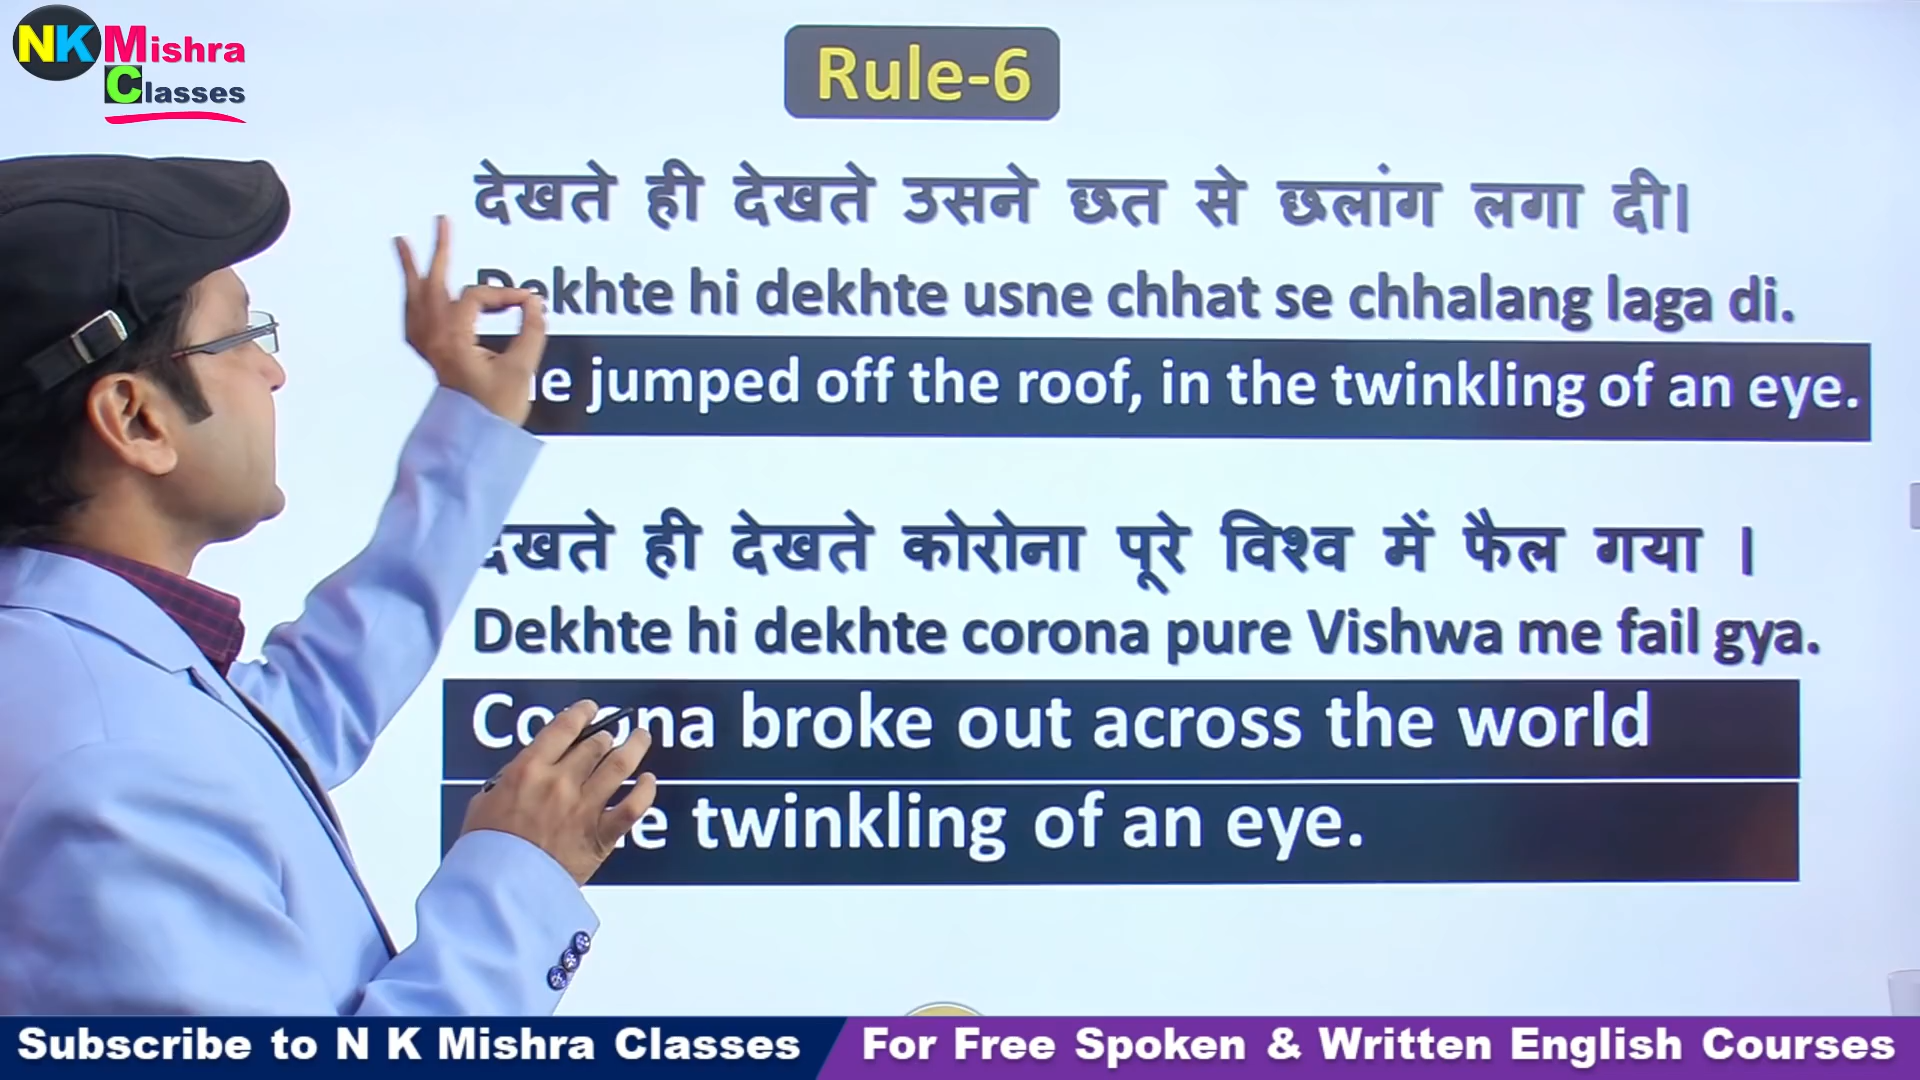 NK Mishra
Classes
Rule-6
देखते ही देखते उसने छत से छलांग लगा दी।
Dekhte hi dekhte usne chhat se chhalang laga di.
jumped off the roof, in the twinkling of an eye.
देखते ही देखते कोरोना पूरे विश्व में फैल गया ।
Dekhte hi dekhte corona pure Vishwa me fail gya.
Corona broke out across the world
twinkling of an eye.
Subscribe to N K Mishra Classes
For Free Spoken & Written English Courses